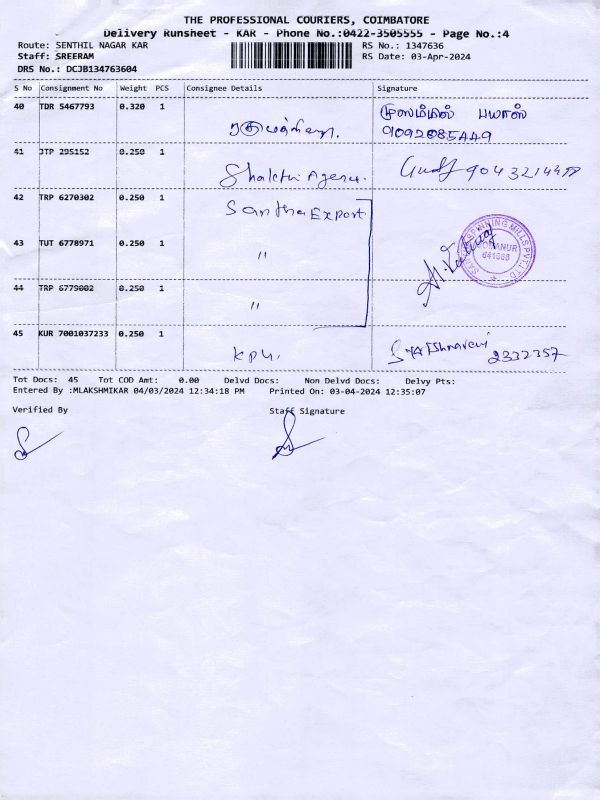 THE PROFESSIONAL COURIERS, COIMBATORE
Delivery Runsheet - KAR - Phone No.:0422-3505555 - Page No.:4
Route: SENTHIL NAGAR KAR RS No.: 1347636
Staff: SREERAM RS Date: 03-Apr-2024
DRS No.: DCJB134763604
S No Consignment No Weight PCS Consignee Details Signature
40 TDR 5467793 0.320 1
9092085449
41 JTP 295152 0.250 1 Shakthi Agency.
42 TRP 6270302 0.250 1 Santha Export
43 TUT 6778971 0.250 1 "
SPINNING MILLS PVT. LTD
641008
44 TRP 6779002 0.250 1 "
45 KUR 7001037233 0.250 1 2332357
Tot Docs: 45 Tot COD Amt: 0.00 Delvd Docs: Non Delvd Docs: Delvy Pts:
Entered By :MLAKSHMIKAR 04/03/2024 12:34:18 PM Printed On: 03-04-2024 12:35:07
Verified By Staff Signature